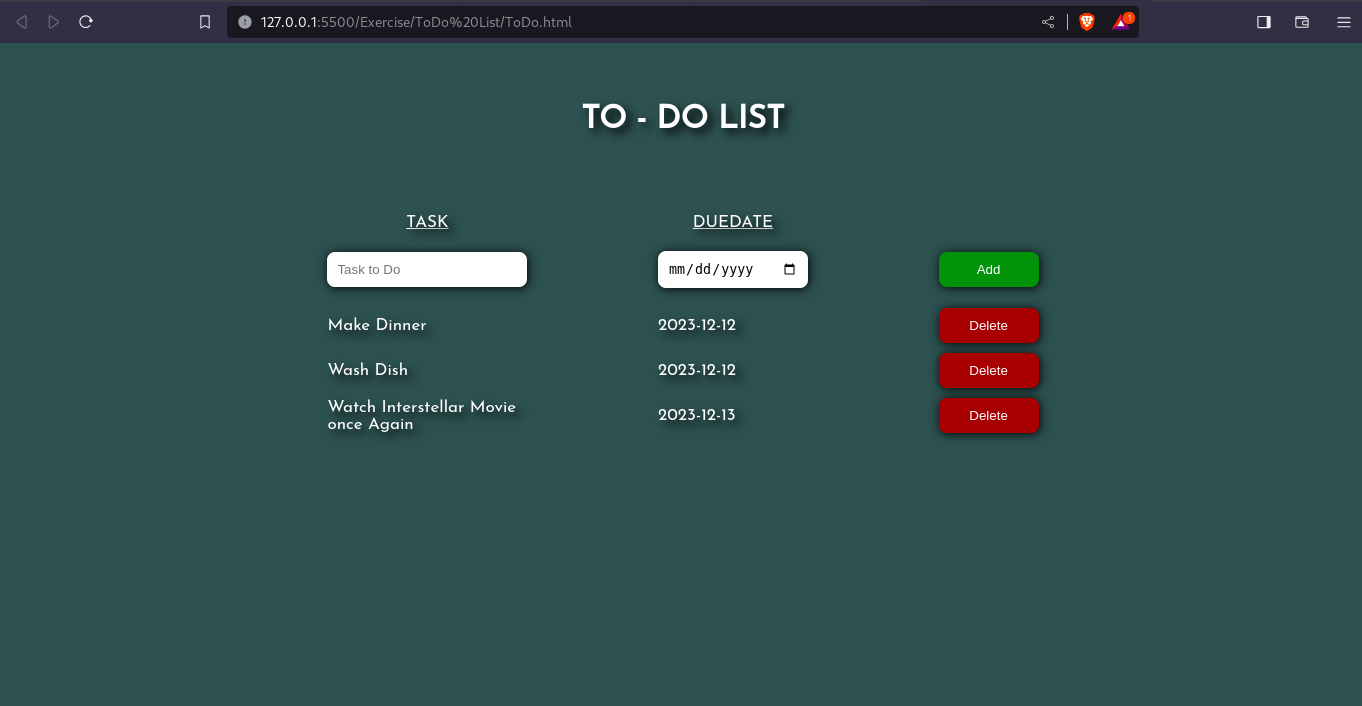 127.0.0.1:5500/Exercise/ToDo%20List/ToDo.html
1
TO - DO LIST
TASK DUEDATE
Task to Do mm/dd/yyyy Add
Make Dinner 2023-12-12 Delete
Wash Dish 2023-12-12 Delete
Watch Interstellar Movie
once Again 2023-12-13 Delete